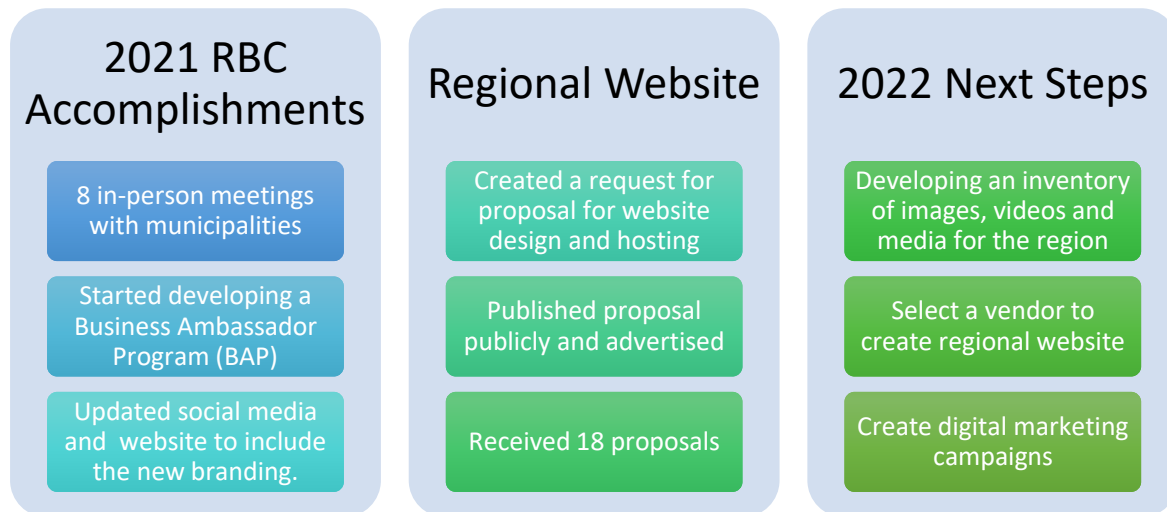 2021 RBC
Accomplishments
8 in-person meetings
with municipalities
Started developing a
Business Ambassador
Program (BAP)
Updated social media
and website to include
the new branding.
Regional Website
Created a request for
proposal for website
design and hosting
Published proposal
publicly and advertised
Received 18 proposals
2022 Next Steps
Developing an inventory
of images, videos and
media for the region
Select a vendor to
create regional website
Create digital marketing
campaigns